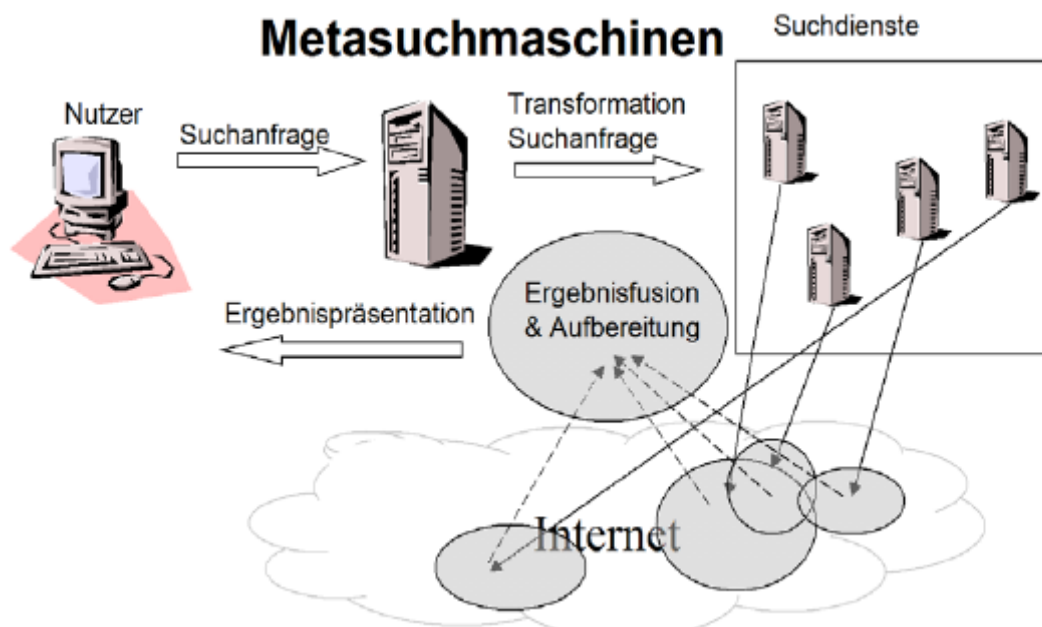 Metasuchmaschinen
Suchdienste
Nutzer
Suchanfrage
Transformation
Suchanfrage
Ergebnisfusion
& Aufbereitung
Ergebnispräsentation
Internet